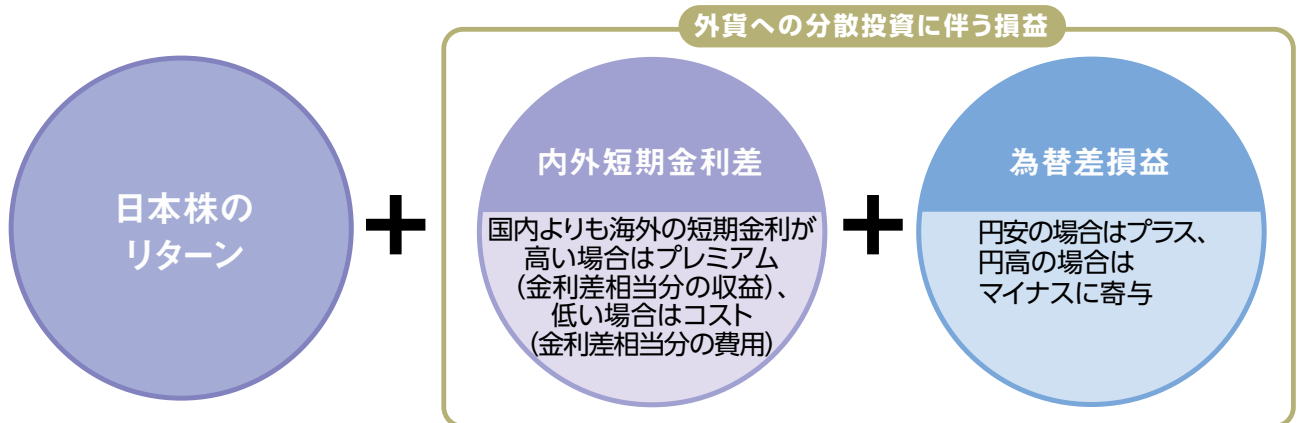 外貨への分散投資に伴う損益
日本株の
リターン
+
内外短期金利差
国内よりも海外の短期金利が
高い場合はプレミアム
(金利差相当分の収益)、
低い場合はコスト
(金利差相当分の費用)
+
為替差損益
円安の場合はプラス、
円高の場合は
マイナスに寄与